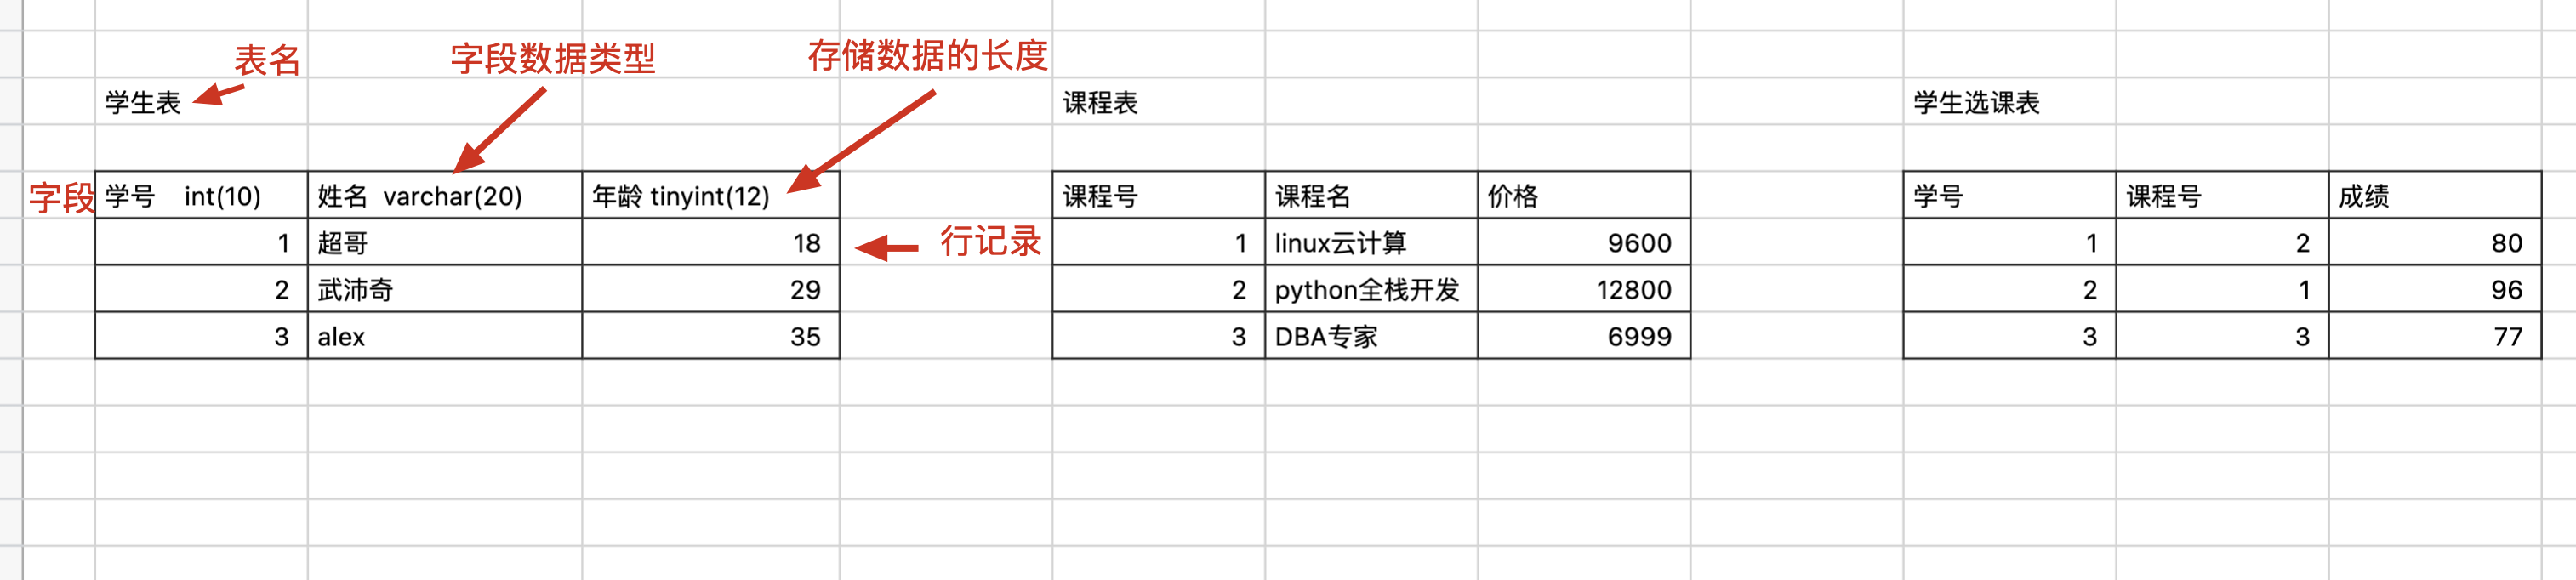 表名
字段数据类型
存储数据的长度
学生表
课程表
学生选课表
字段
学号 int(10) 姓名 varchar(20) 年龄 tinyint(12)
1 超哥 18
2 武沛奇 29
3 alex 35
行记录
课程号 课程名 价格
1 linux云计算 9600
2 python全栈开发 12800
3 DBA专家 6999
学号 课程号 成绩
1 2 80
2 1 96
3 3 77